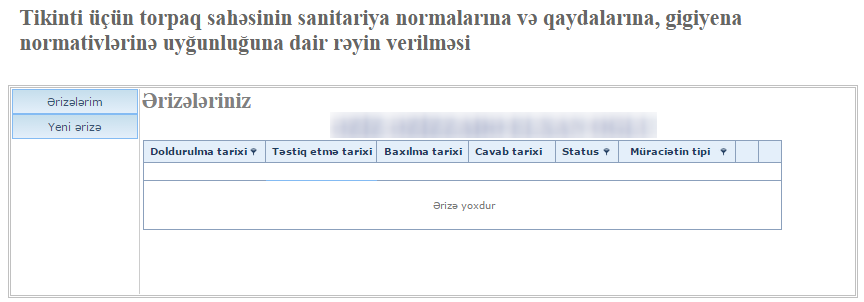 Tikinti üçün torpaq sahəsinin sanitariya normalarına və qaydalarına, gigiyena
normativlərinə uyğunluğuna dair rəyin verilməsi
Ərizələrim
Yeni ərizə
Ərizələriniz
Doldurulma tarixi Təstiq etmə tarixi Baxılma tarixi Cavab tarixi Status Müraciətin tipi
Ərizə yoxdur